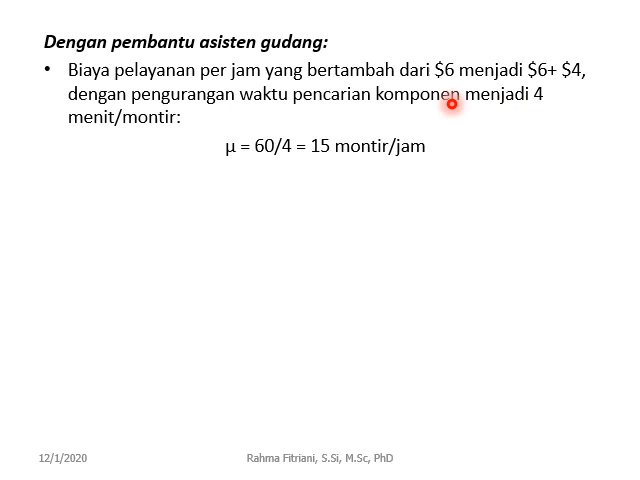 Dengan pembantu asisten gudang:
• Biaya pelayanan per jam yang bertambah dari $6 menjadi $6+ $4,
dengan pengurangan waktu pencarian komponen menjadi 4
menit/montir:
μ = 60/4 = 15 montir/jam
12/1/2020 Rahma Fitriani, S.Si, M.Sc, PhD